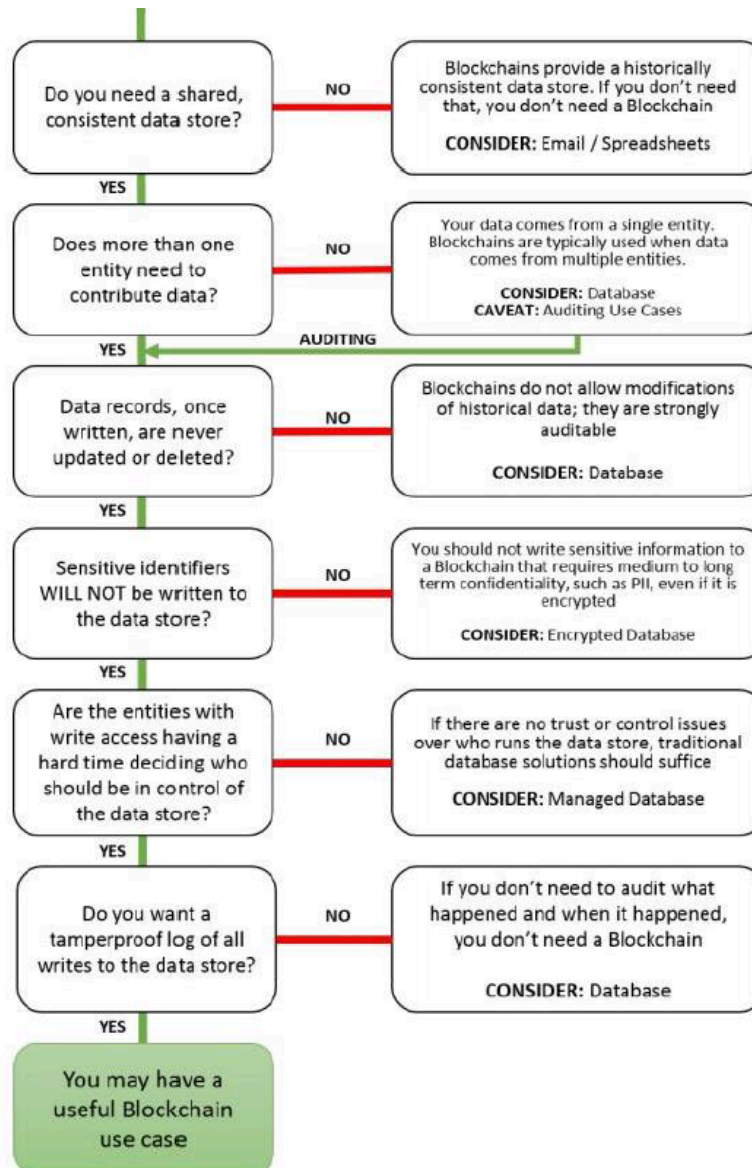 Do you need a shared,
consistent data store?
NO
Blockchains provide a historically
consistent data store. If you don't need
that, you don't need a Blockchain
CONSIDER: Email / Spreadsheets
YES
Does more than one
entity need to
contribute data?
NO
Your data comes from a single entity.
Blockchains are typically used when data
comes from multiple entities.
CONSIDER: Database
CAVEAT: Auditing Use Cases
AUDITING
YES
Data records, once
written, are never
updated or deleted?
NO
Blockchains do not allow modifications
of historical data; they are strongly
auditable
CONSIDER: Database
YES
Sensitive identifiers
WILL NOT be written to
the data store?
NO
You should not write sensitive information to
a Blockchain that requires medium to long
term confidentiality, such as PII, even if it is
encrypted
CONSIDER: Encrypted Database
YES
Are the entities with
write access having a
hard time deciding who
should be in control of
the data store?
NO
If there are no trust or control issues
over who runs the data store, traditional
database solutions should suffice
CONSIDER: Managed Database
YES
Do you want a
tamperproof log of all
writes to the data store?
NO
If you don't need to audit what
happened and when it happened,
you don't need a Blockchain
CONSIDER: Database
YES
You may have a
useful Blockchain
use case